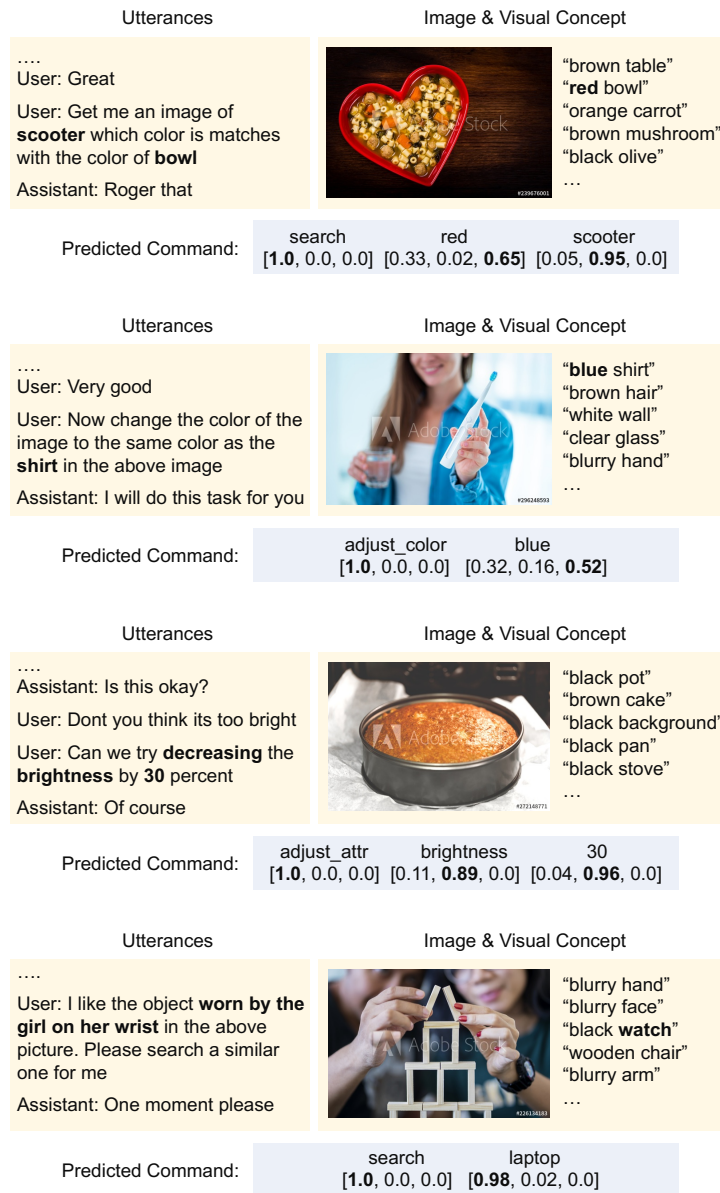 Utterances
Image & Visual Concept
....
User: Great
User: Get me an image of
scooter which color is matches
with the color of bowl
Assistant: Roger that
Adobe Stock
#239676001
“brown table”
“red bowl”
“orange carrot”
“brown mushroom”
“black olive”
…
Predicted Command:
search red scooter
[1.0, 0.0, 0.0] [0.33, 0.02, 0.65] [0.05, 0.95, 0.0]
Utterances
Image & Visual Concept
....
User: Very good
User: Now change the color of the
image to the same color as the
shirt in the above image
Assistant: I will do this task for you
Adobe Stock
#296248593
“blue shirt”
“brown hair”
“white wall”
“clear glass”
“blurry hand”
…
Predicted Command:
adjust_color blue
[1.0, 0.0, 0.0] [0.32, 0.16, 0.52]
Utterances
Image & Visual Concept
....
Assistant: Is this okay?
User: Dont you think its too bright
User: Can we try decreasing the
brightness by 30 percent
Assistant: Of course
Adobe Stock
#272148771
“black pot”
“brown cake”
“black background”
“black pan”
“black stove”
…
Predicted Command:
adjust_attr brightness 30
[1.0, 0.0, 0.0] [0.11, 0.89, 0.0] [0.04, 0.96, 0.0]
Utterances
Image & Visual Concept
....
User: I like the object worn by the
girl on her wrist in the above
picture. Please search a similar
one for me
Assistant: One moment please
Adobe Stock
#226134183
“blurry hand”
“blurry face”
“black watch”
“wooden chair”
“blurry arm”
…
Predicted Command:
search laptop
[1.0, 0.0, 0.0] [0.98, 0.02, 0.0]